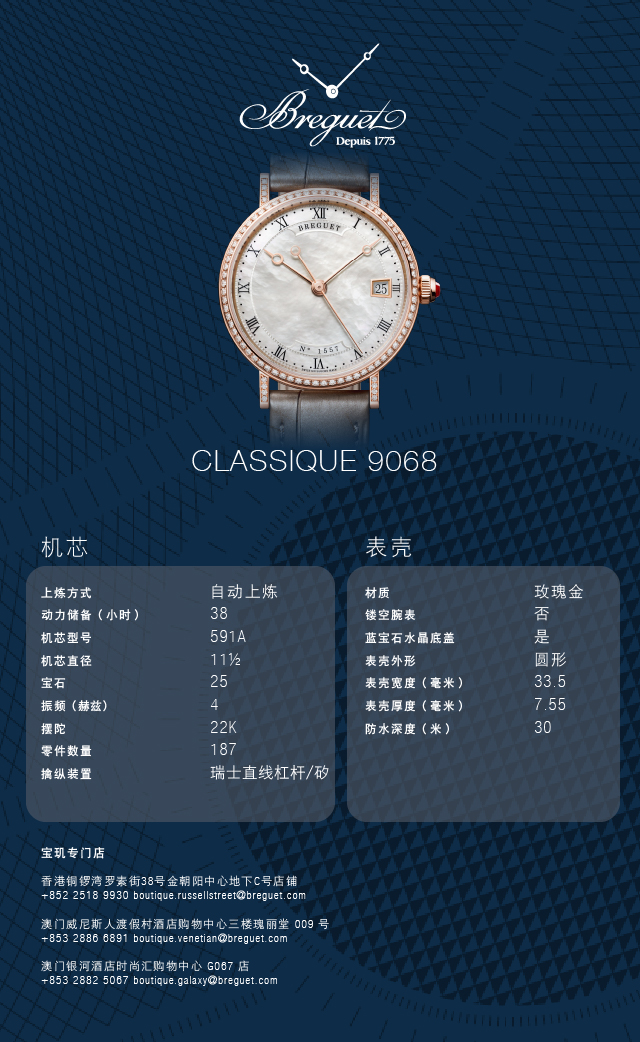 Breguet
Depuis 1775
BREGUET
XII
I
II
III
IIII
V
VI
VII
VIII
IX
X
XI
25
N° 1557
CLASSIQUE 9068
机芯
上炼方式 自动上炼
动力储备（小时） 38
机芯型号 591A
机芯直径 11½
宝石 25
振频（赫兹） 4
摆陀 22K
零件数量 187
擒纵装置 瑞士直线杠杆/矽
表壳
材质 玫瑰金
镂空腕表 否
蓝宝石水晶底盖 是
表壳外形 圆形
表壳宽度（毫米） 33.5
表壳厚度（毫米） 7.55
防水深度（米） 30
宝玑专门店
香港铜锣湾罗素街38号金朝阳中心地下C号店铺
+852 2518 9930 boutique.russellstreet@breguet.com
澳门威尼斯人渡假村酒店购物中心三楼瑰丽堂 009 号
+853 2886 6891 boutique.venetian@breguet.com
澳门银河酒店时尚汇购物中心 G067 店
+853 2882 5067 boutique.galaxy@breguet.com